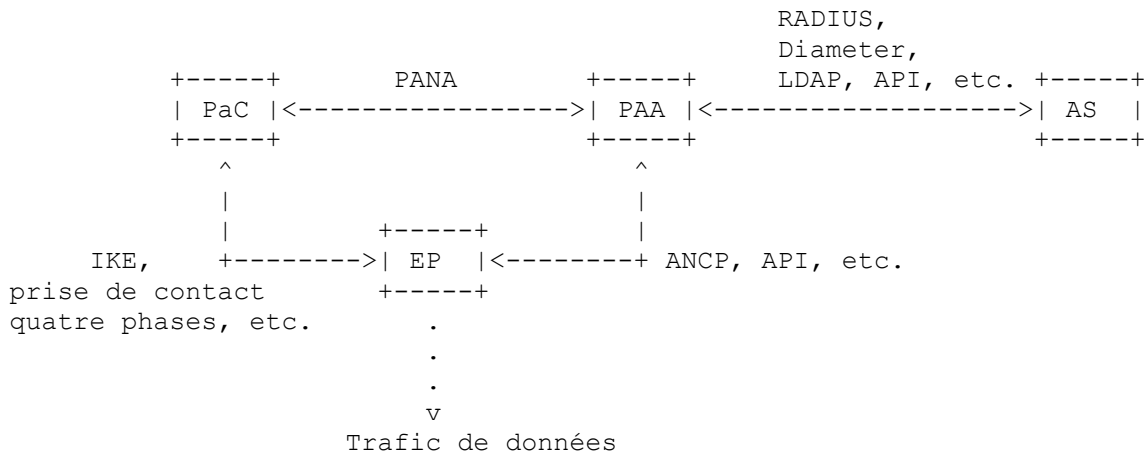 RADIUS,
Diameter,
+-----+ PANA +-----+ LDAP, API, etc. +-----+
| PaC |<----------------->| PAA |<------------------->| AS |
+-----+ +-----+ +-----+
^ ^
| |
| +-----+ |
IKE, +-------->| EP |<--------+ ANCP, API, etc.
prise de contact +-----+
quatre phases, etc. .
.
.
v
Trafic de données